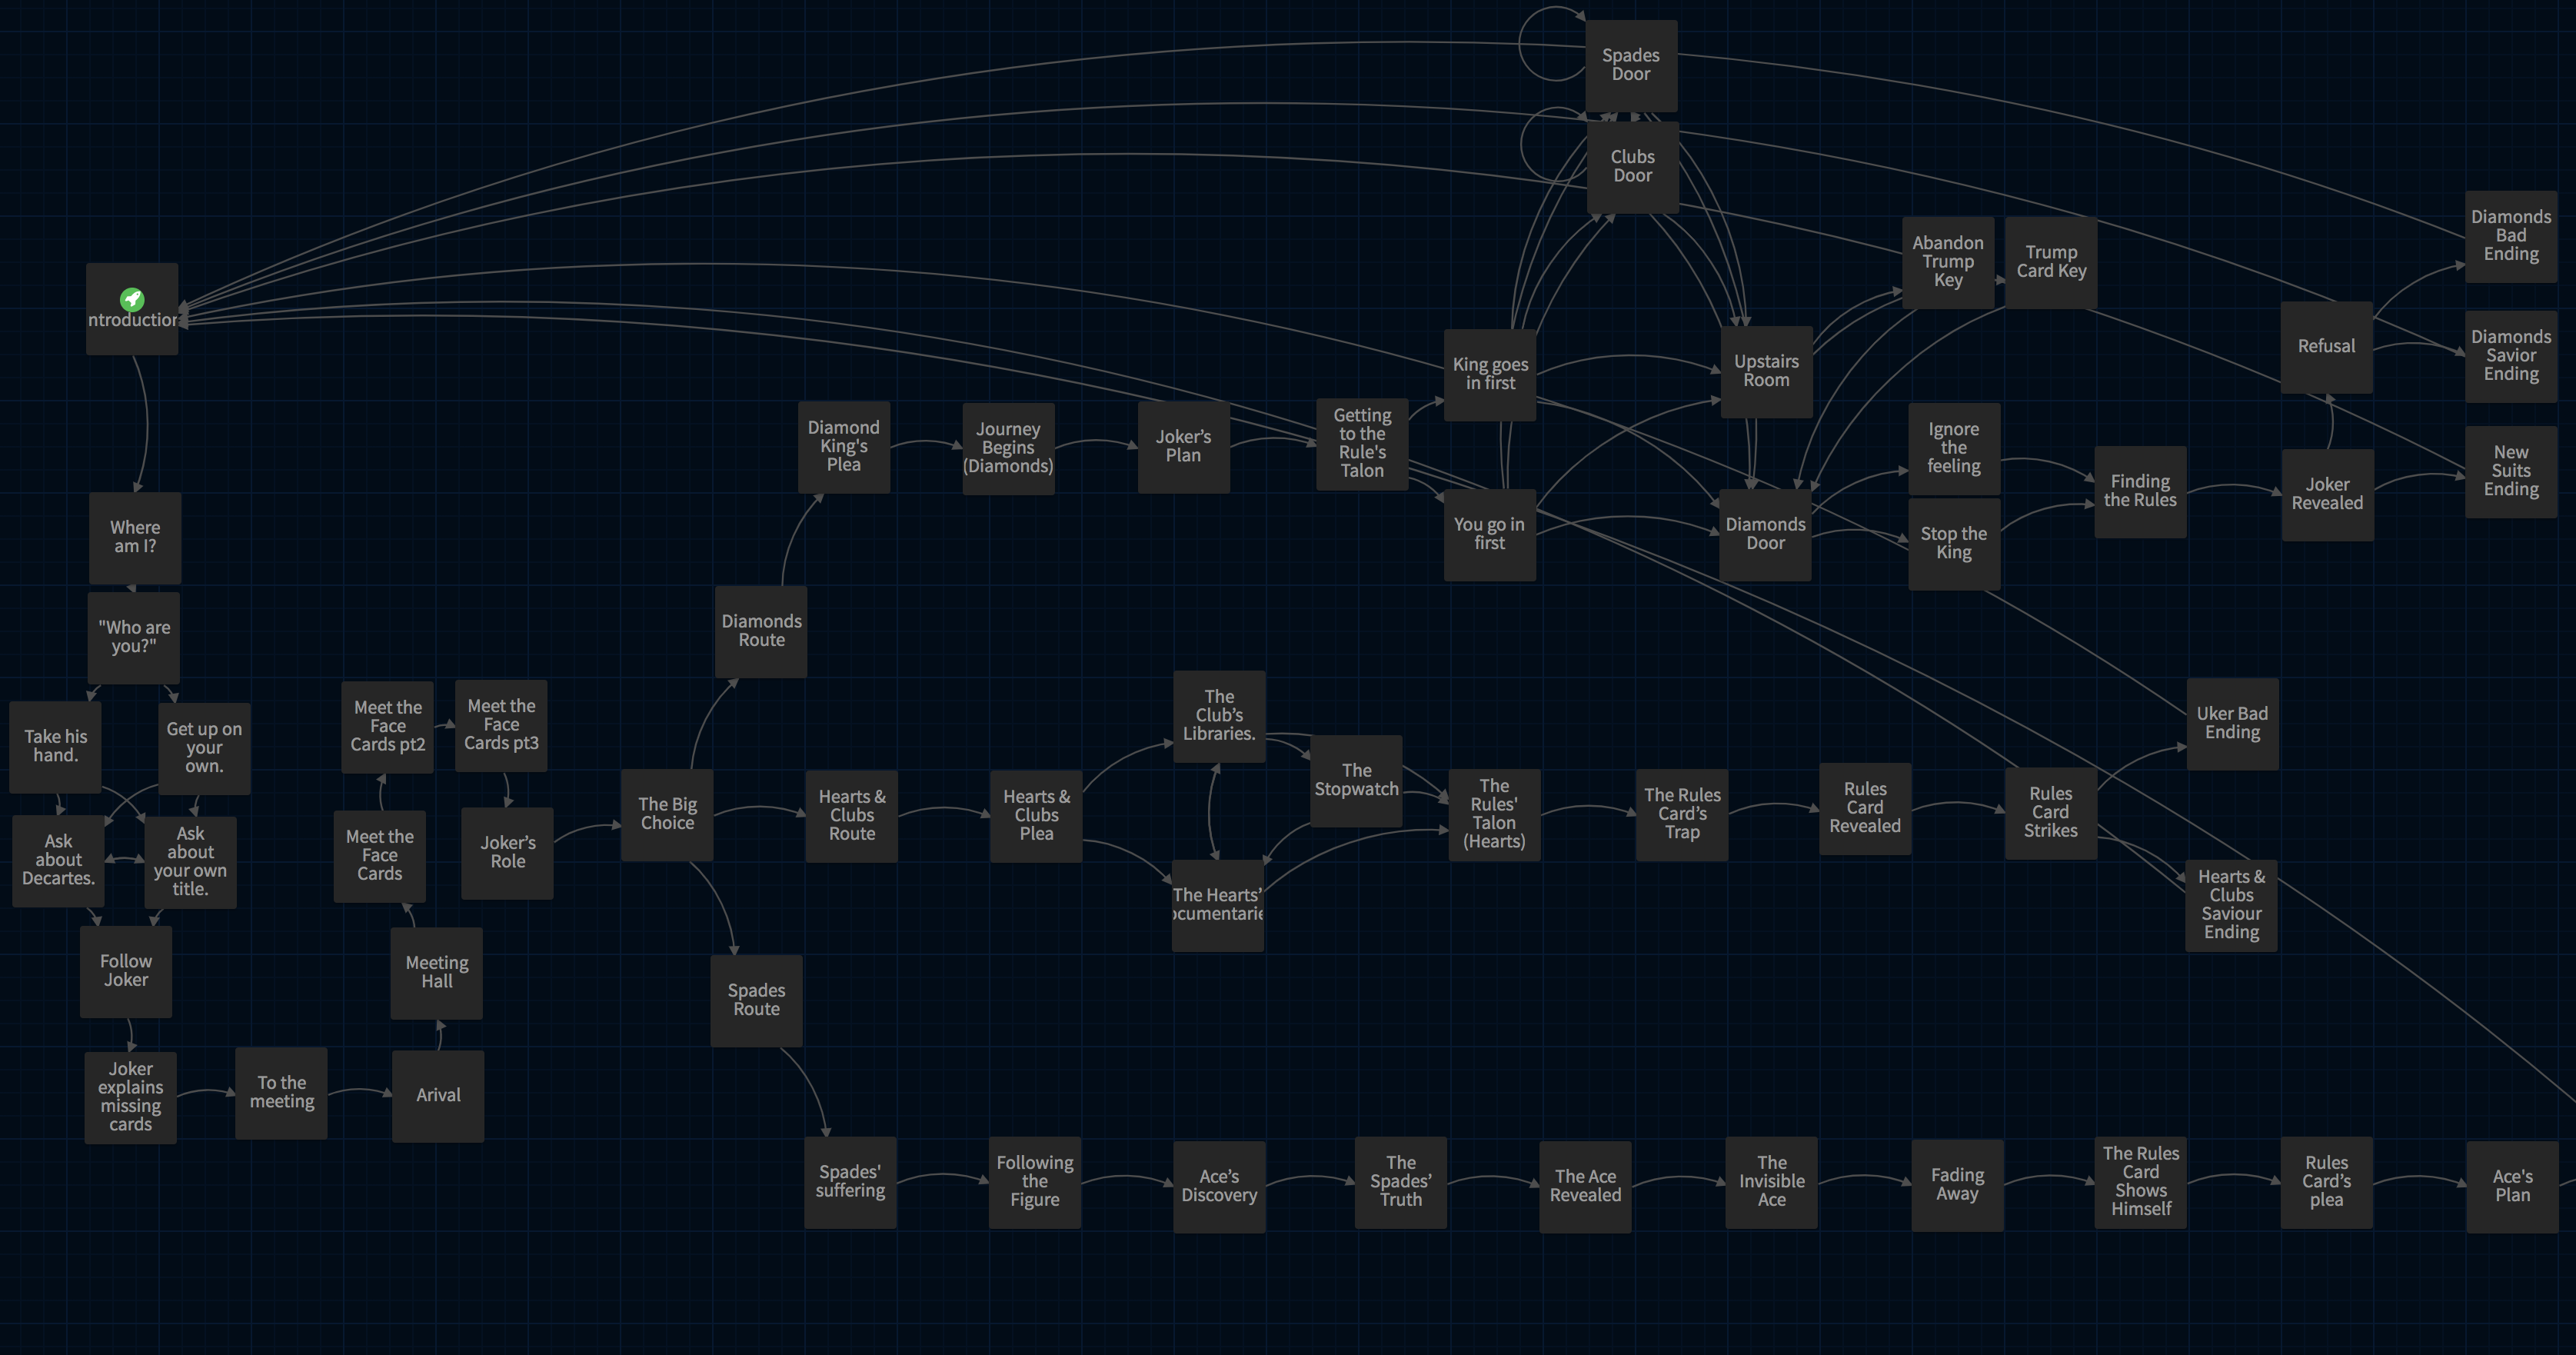 Spades
Door
Clubs
Door
Diamonds
Bad
Ending
Abandon
Trump
Key
Trump
Card Key
ntroduction
Refusal
Diamonds
Savior
Ending
King goes
in first
Upstairs
Room
Diamond
King's
Plea
Journey
Begins
(Diamonds)
Joker's
Plan
Getting
to the
Rule's
Talon
Ignore
the
feeling
Finding
the Rules
Joker
Revealed
New
Suits
Ending
Where
am I?
You go in
first
Diamonds
Door
Stop the
King
"Who are
you?"
Diamonds
Route
Take his
hand.
Get up on
your
own.
Meet the
Face
Cards pt2
Meet the
Face
Cards pt3
The
Club's
Libraries.
Uker Bad
Ending
The
Stopwatch
Ask
about
Decartes.
Ask
about
your own
title.
Meet the
Face
Cards
Joker's
Role
The Big
Choice
Hearts &
Clubs
Route
Hearts &
Clubs
Plea
The
Rules'
Talon
(Hearts)
The Rules
Card's
Trap
Rules
Card
Revealed
Rules
Card
Strikes
The Hearts'
ocumentarie
Hearts &
Clubs
Saviour
Ending
Follow
Joker
Meeting
Hall
Spades
Route
Joker
explains
missing
cards
To the
meeting
Arival
Spades'
suffering
Following
the
Figure
Ace's
Discovery
The
Spades'
Truth
The Ace
Revealed
The
Invisible
Ace
Fading
Away
The Rules
Card
Shows
Himself
Rules
Card's
plea
Ace's
Plan